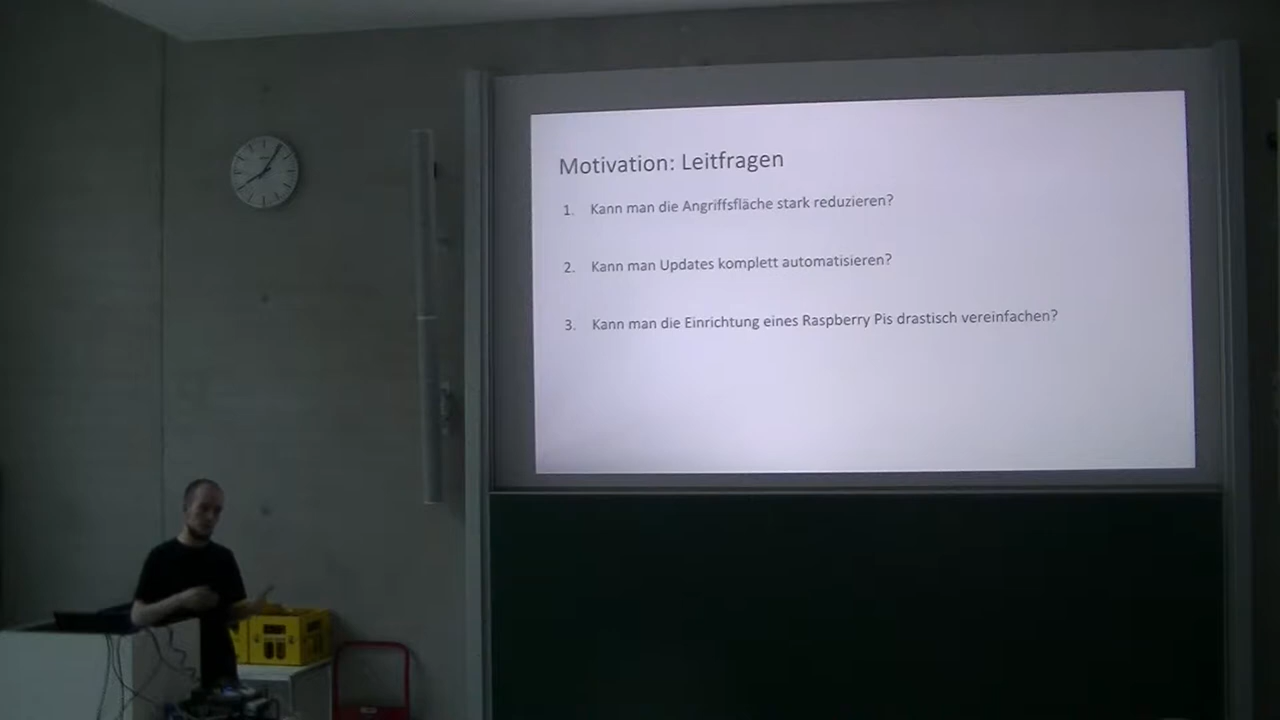 Motivation: Leitfragen
1. Kann man die Angriffsfläche stark reduzieren?
2. Kann man Updates komplett automatisieren?
3. Kann man die Einrichtung eines Raspberry Pis drastisch vereinfachen?